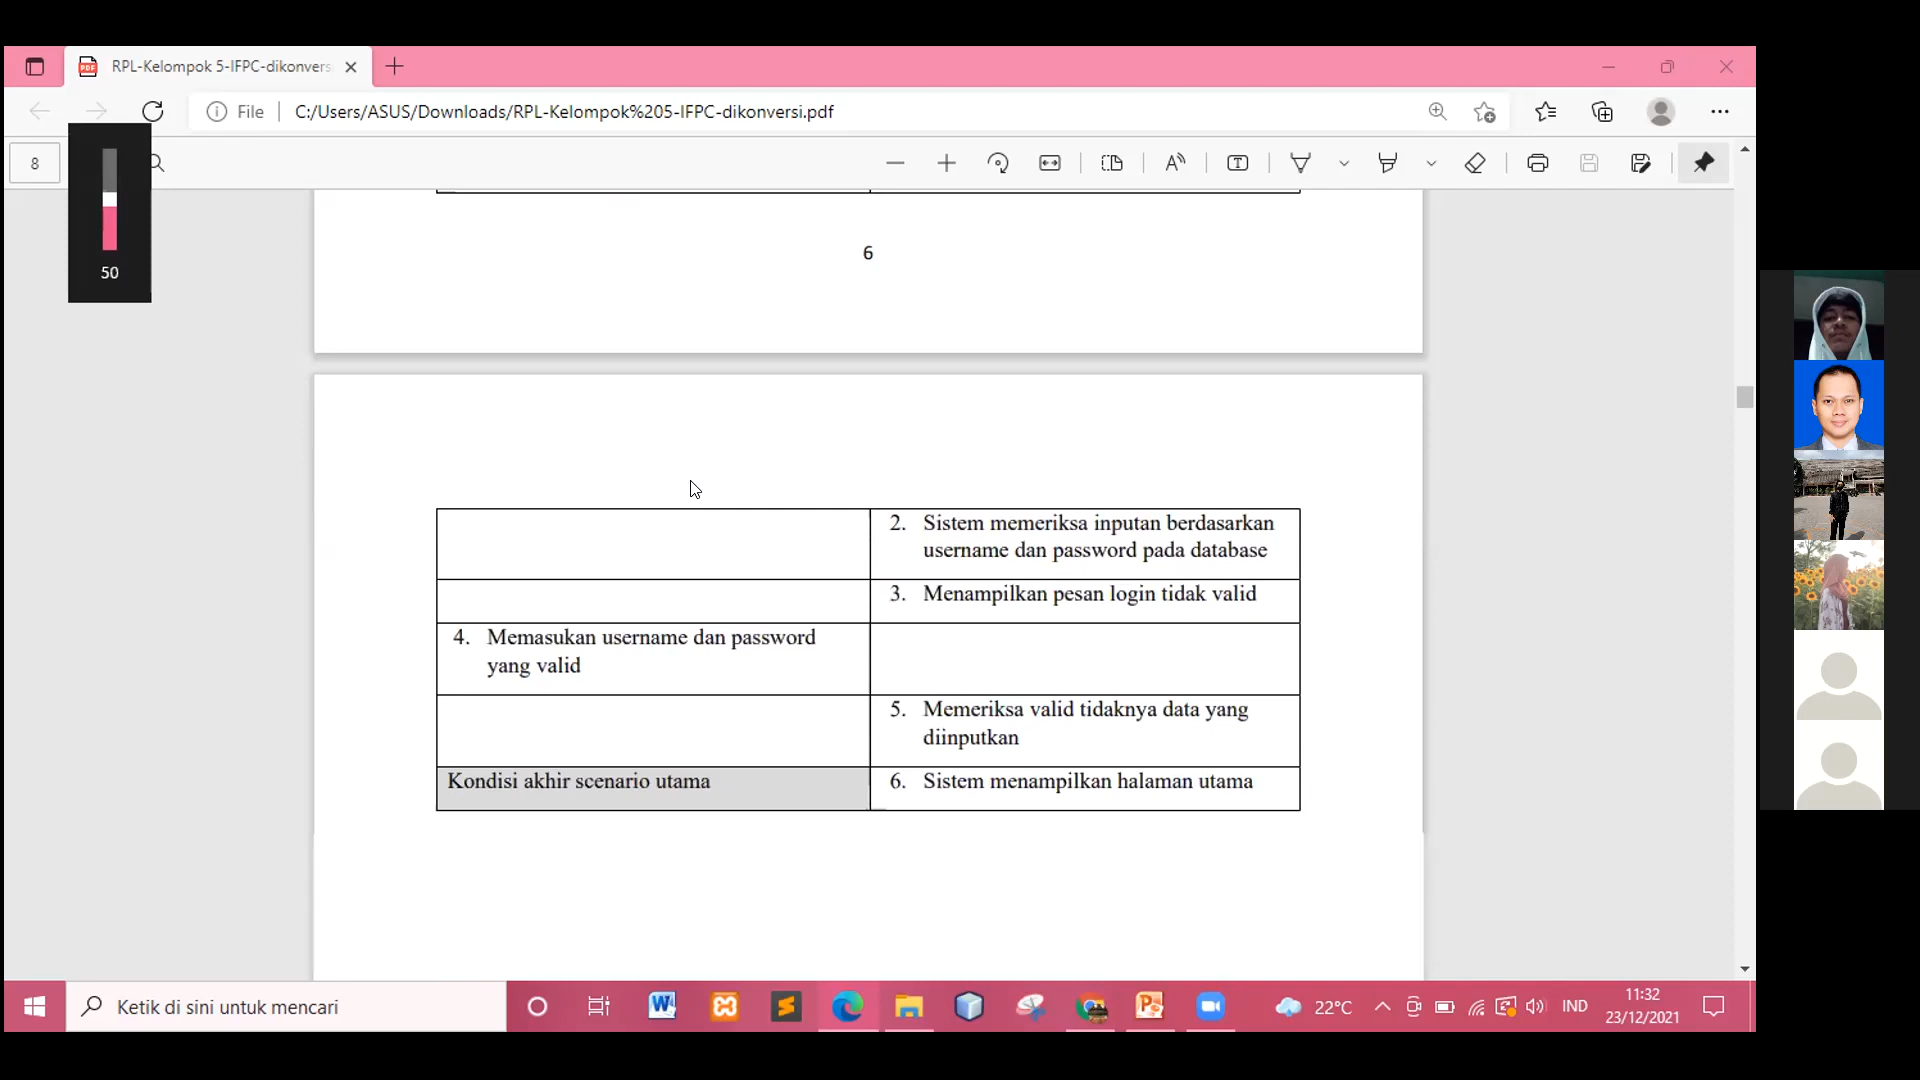 RPL-Kelompok 5-IFPC-dikonvers
File
C:/Users/ASUS/Downloads/RPL-Kelompok%205-IFPC-dikonversi.pdf
8
50
6
2. Sistem memeriksa inputan berdasarkan
username dan password pada database
3. Menampilkan pesan login tidak valid
4. Memasukan username dan password
yang valid
5. Memeriksa valid tidaknya data yang
diinputkan
Kondisi akhir scenario utama
6. Sistem menampilkan halaman utama
Ketik di sini untuk mencari
22°C
IND
11:32
23/12/2021